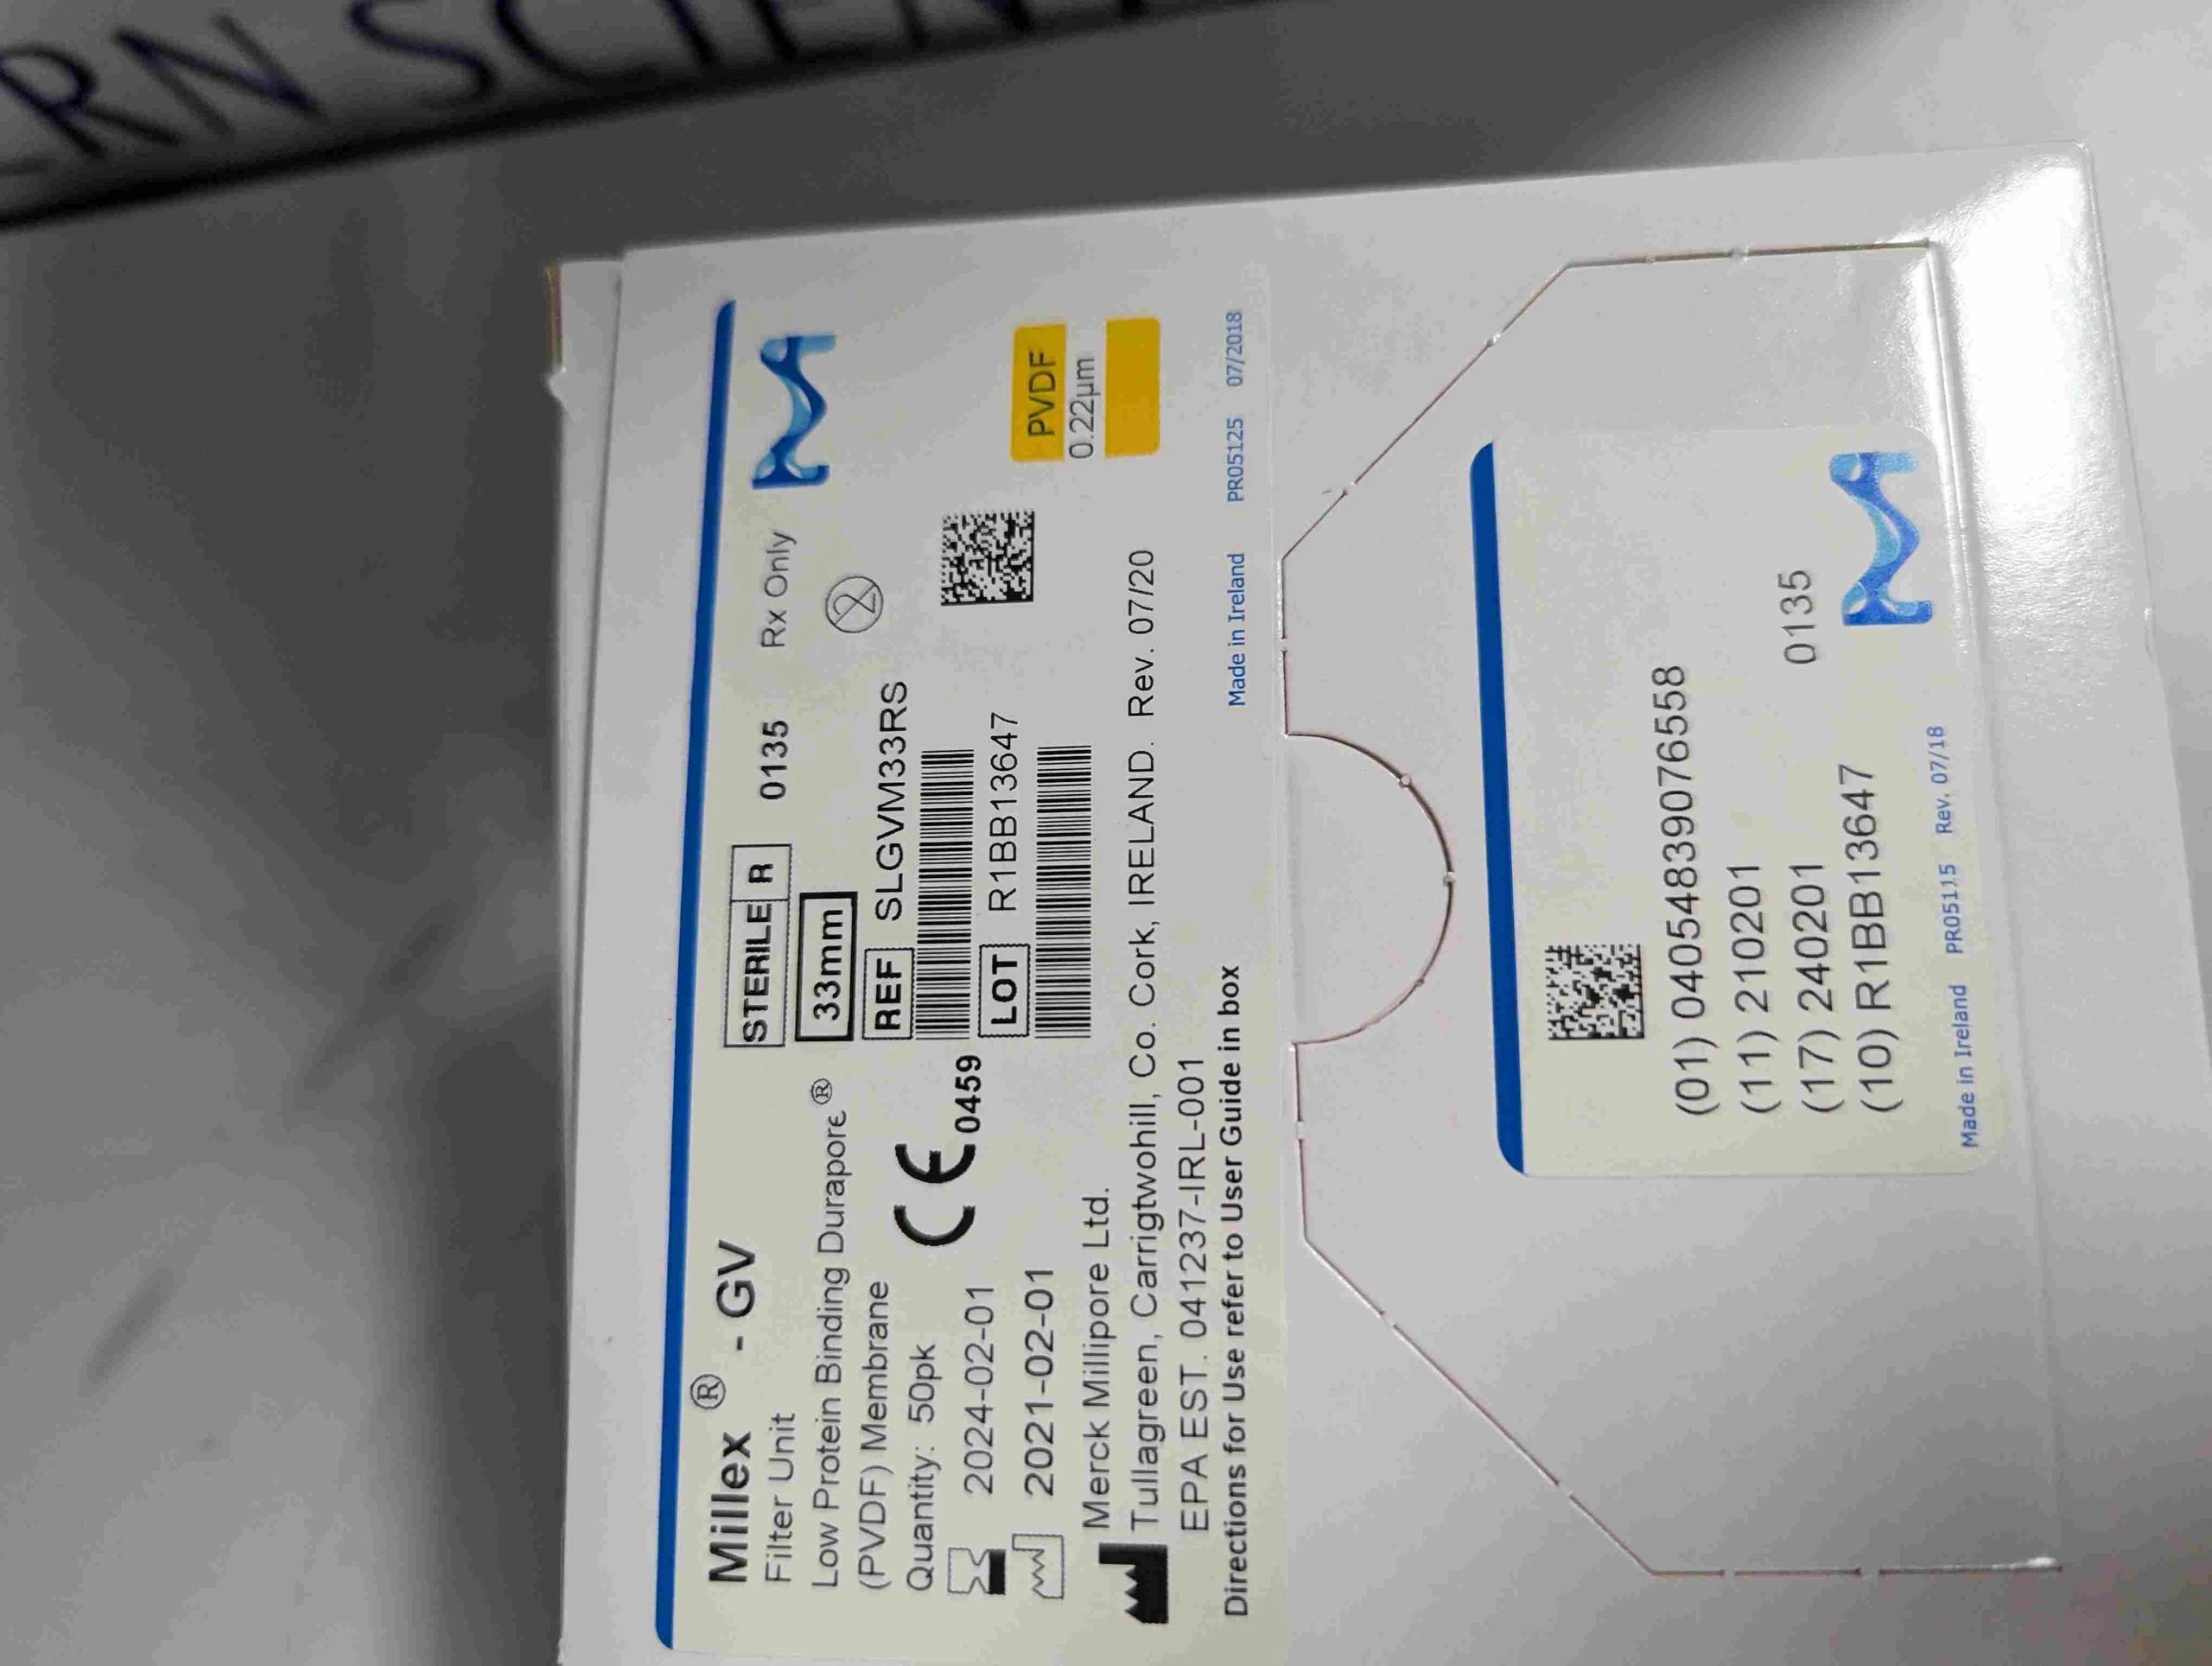 RN SCIEN
Millex ® - GV
Filter Unit
Low Protein Binding Durapore ®
(PVDF) Membrane
Quantity: 50pk
2024-02-01
2021-02-01
CE 0459
STERILE R 0135 Rx Only
33mm
REF SLGVM33RS
LOT R1BB13647
2
PVDF
0.22µm
Merck Millipore Ltd.
Tullagreen, Carrigtwohill, Co. Cork, IRELAND. Rev. 07/20
EPA EST. 041237-IRL-001
Directions for Use refer to User Guide in box
Made in Ireland PR05125 07/2018
(01) 04054839076558
(11) 210201
(17) 240201
(10) R1BB13647
0135
Made in Ireland PR05115 Rev. 07/18